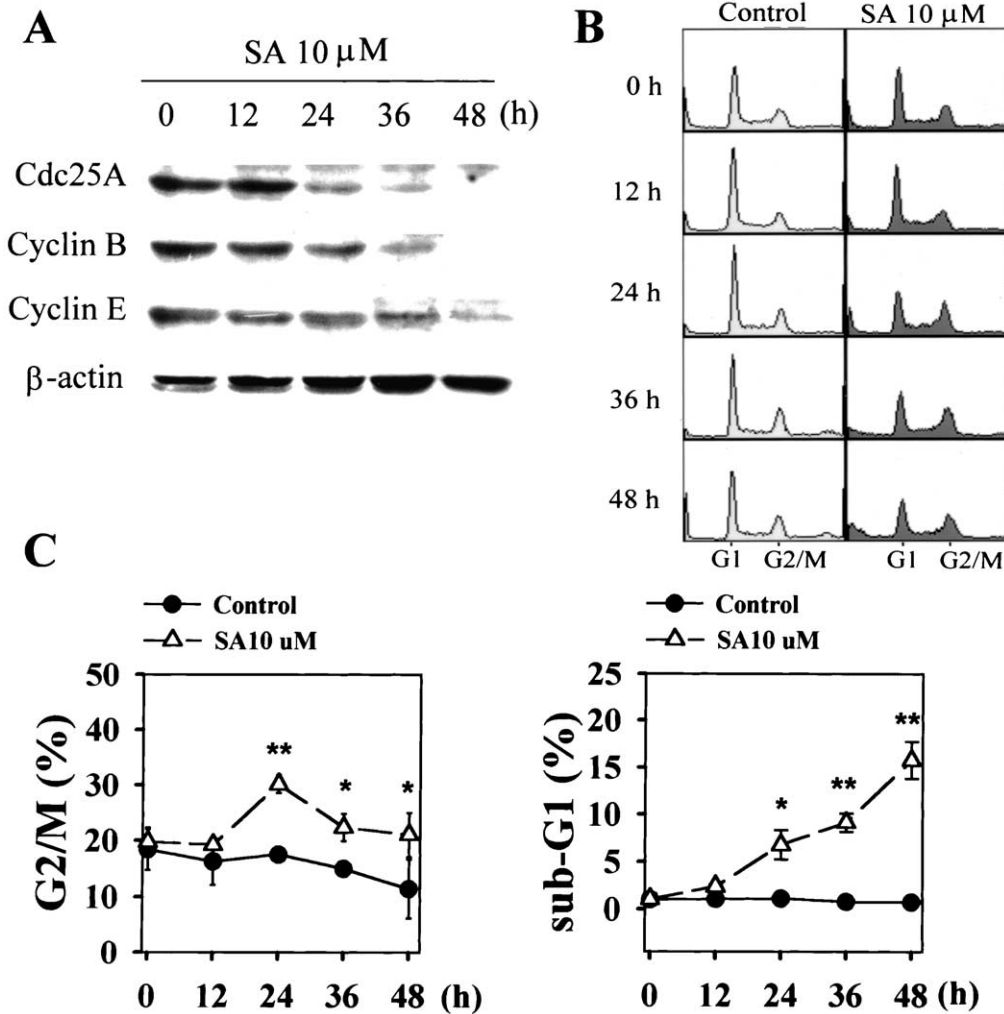 A
SA 10 μM
0 12 24 36 48 (h)
Cdc25A
Cyclin B
Cyclin E
β-actin
B
Control SA 10 μM
0 h
12 h
24 h
36 h
48 h
G1 G2/M G1 G2/M
C
Control
SA10 uM
G2/M (%)
50
40
30
20
10
0
**
*
*
0 12 24 36 48 (h)
Control
SA10 uM
sub-G1 (%)
25
20
15
10
5
0
*
**
**
0 12 24 36 48 (h)